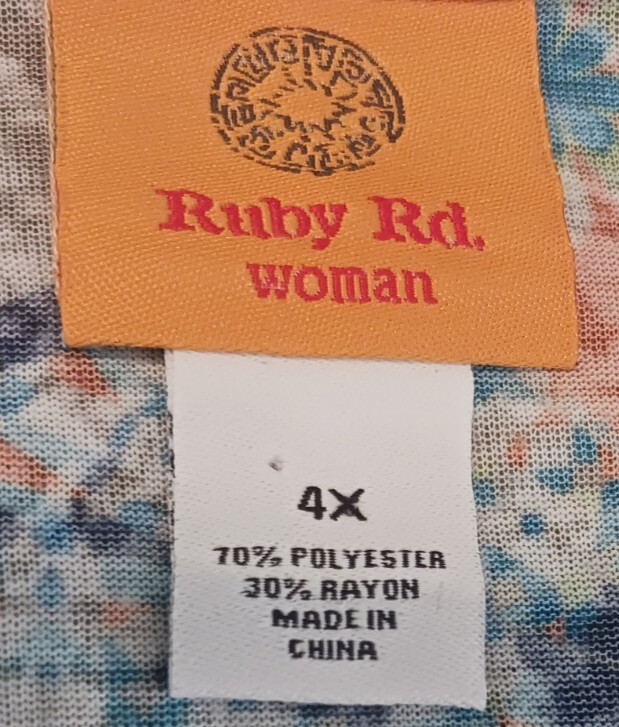 Ruby Rd.
woman
4X
70% POLYESTER
30% RAYON
MADE IN
CHINA